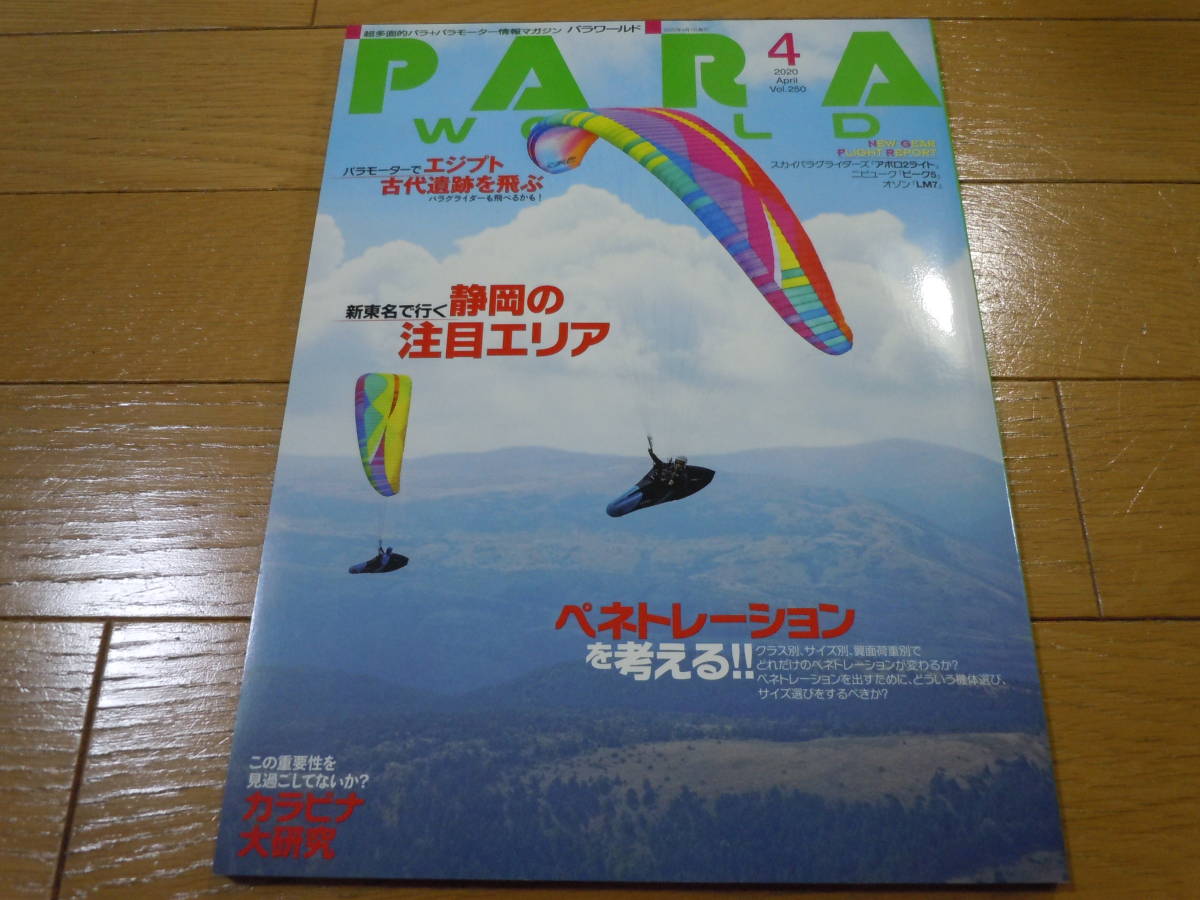 超多面的パラ+パラモーター情報マガジン パラワールド
PARA
WORLD
4
2020
April
Vol.250
NEW GEAR
FLIGHT REPORT
スカイパラグライダーズ「アポロ2ライト」
ニビューク「ピーク5」
オゾン「LM7」
パラモーターで エジプト
古代遺跡を飛ぶ
パラグライダーも飛べるかも!
新東名で行く 静岡の
注目エリア
ペネトレーション
を考える!!
クラス別、サイズ別、翼面荷重別で
どれだけのペネトレーションが変わるか?
ペネトレーションを出すために、どういう機体選び、
サイズ選びをするべきか?
この重要性を
見過ごしてないか?
カラビナ
大研究